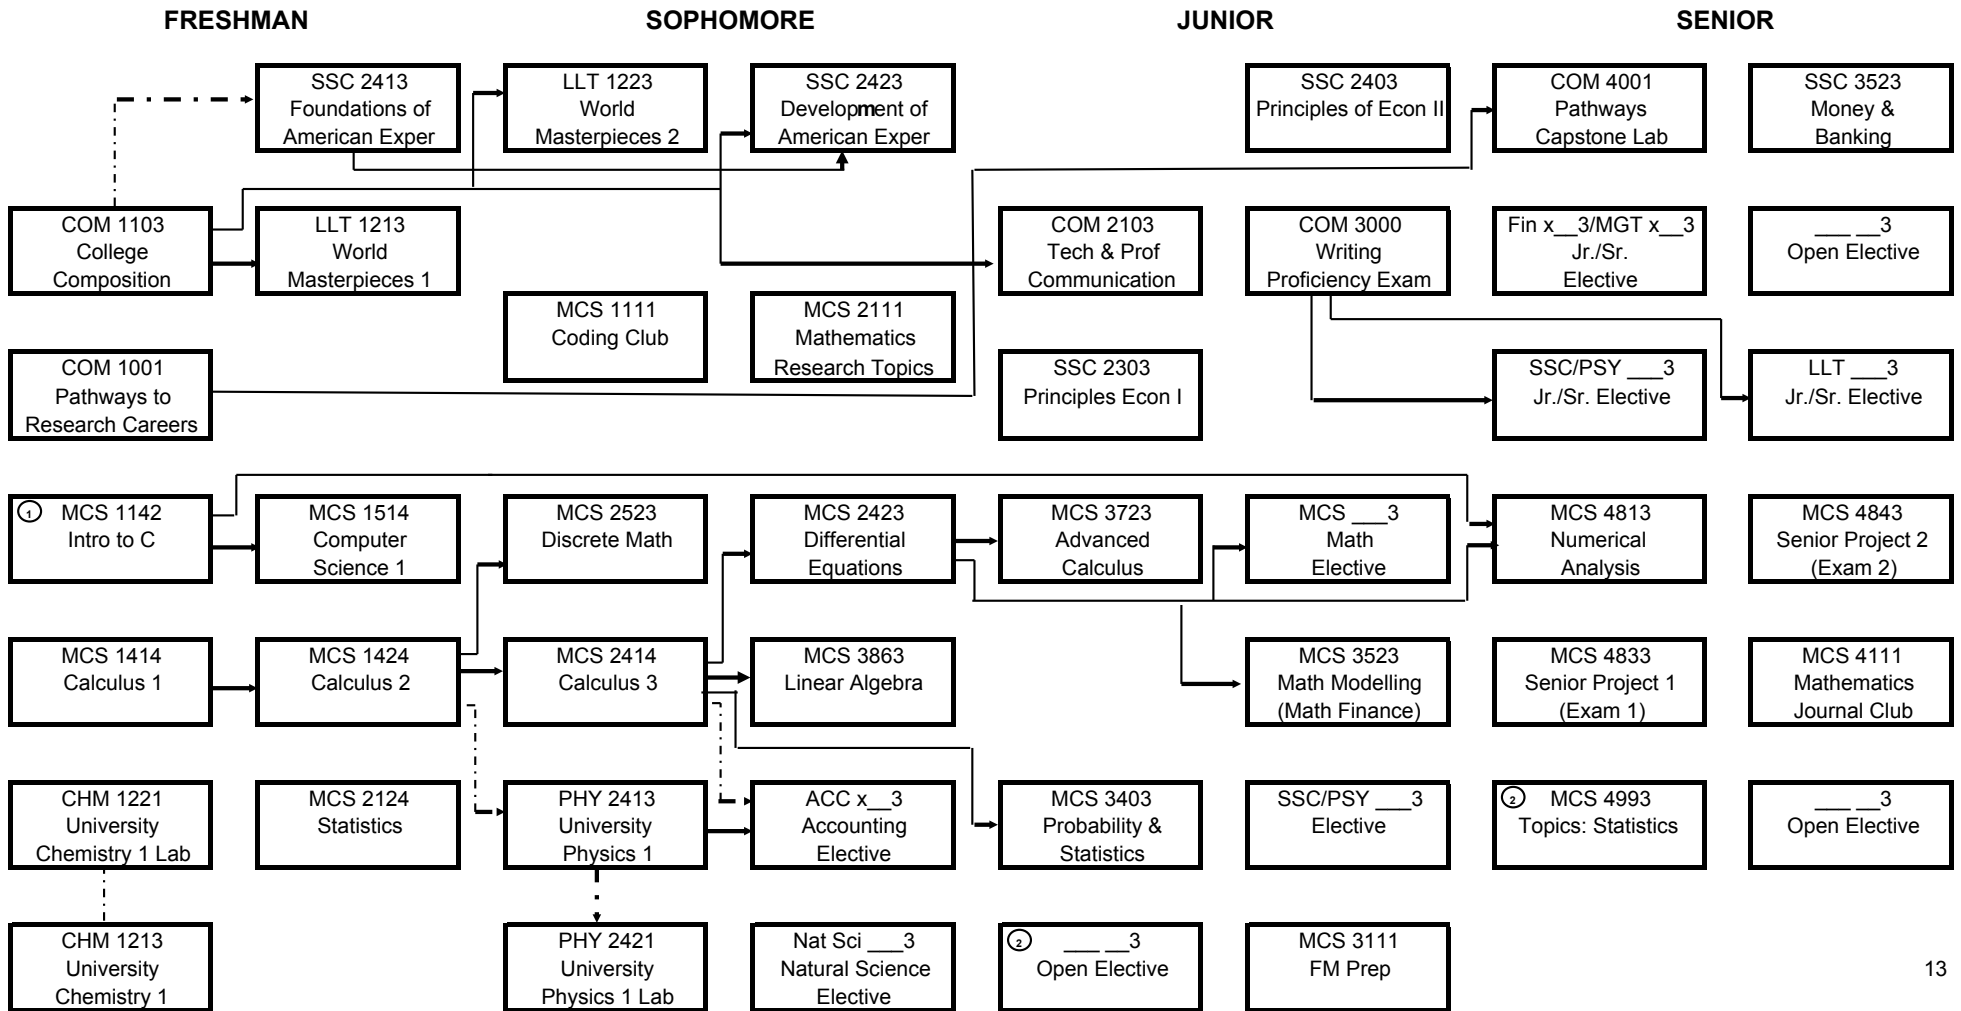 FRESHMAN
SOPHOMORE
JUNIOR
SENIOR
SSC 2413
Foundations of
American Exper
LLT 1223
World
Masterpieces 2
SSC 2423
Development of
American Exper
SSC 2403
Principles of Econ II
COM 4001
Pathways
Capstone Lab
SSC 3523
Money &
Banking
COM 1103
College
Composition
LLT 1213
World
Masterpieces 1
COM 2103
Tech & Prof
Communication
COM 3000
Writing
Proficiency Exam
Fin x__3/MGT x__3
Jr./Sr.
Elective
___ __3
Open Elective
MCS 1111
Coding Club
MCS 2111
Mathematics
Research Topics
COM 1001
Pathways to
Research Careers
SSC 2303
Principles Econ I
SSC/PSY ___3
Jr./Sr. Elective
LLT ___3
Jr./Sr. Elective
1 MCS 1142
Intro to C
MCS 1514
Computer
Science 1
MCS 2523
Discrete Math
MCS 2423
Differential
Equations
MCS 3723
Advanced
Calculus
MCS ___3
Math
Elective
MCS 4813
Numerical
Analysis
MCS 4843
Senior Project 2
(Exam 2)
MCS 1414
Calculus 1
MCS 1424
Calculus 2
MCS 2414
Calculus 3
MCS 3863
Linear Algebra
MCS 3523
Math Modelling
(Math Finance)
MCS 4833
Senior Project 1
(Exam 1)
MCS 4111
Mathematics
Journal Club
CHM 1221
University
Chemistry 1 Lab
MCS 2124
Statistics
PHY 2413
University
Physics 1
ACC x__3
Accounting
Elective
MCS 3403
Probability &
Statistics
SSC/PSY ___3
Elective
2 MCS 4993
Topics: Statistics
___ __3
Open Elective
CHM 1213
University
Chemistry 1
PHY 2421
University
Physics 1 Lab
Nat Sci ___3
Natural Science
Elective
2 ___ __3
Open Elective
MCS 3111
FM Prep
13